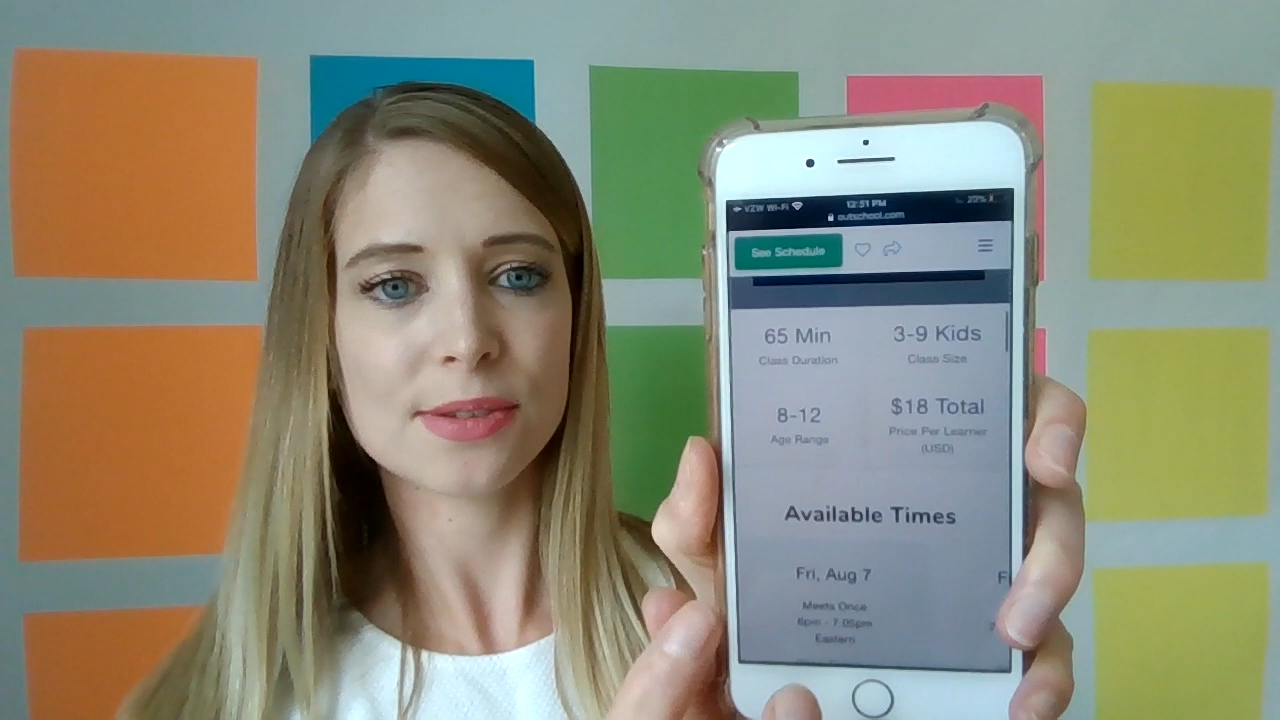 VZW Wi-Fi 12:51 PM 20%
outschool.com
See Schedule
65 Min 3-9 Kids
Class Duration Class Size
8-12 $18 Total
Age Range Price Per Learner
(USD)
Available Times
Fri, Aug 7 F
Meets Once
6pm - 7:05pm
Eastern